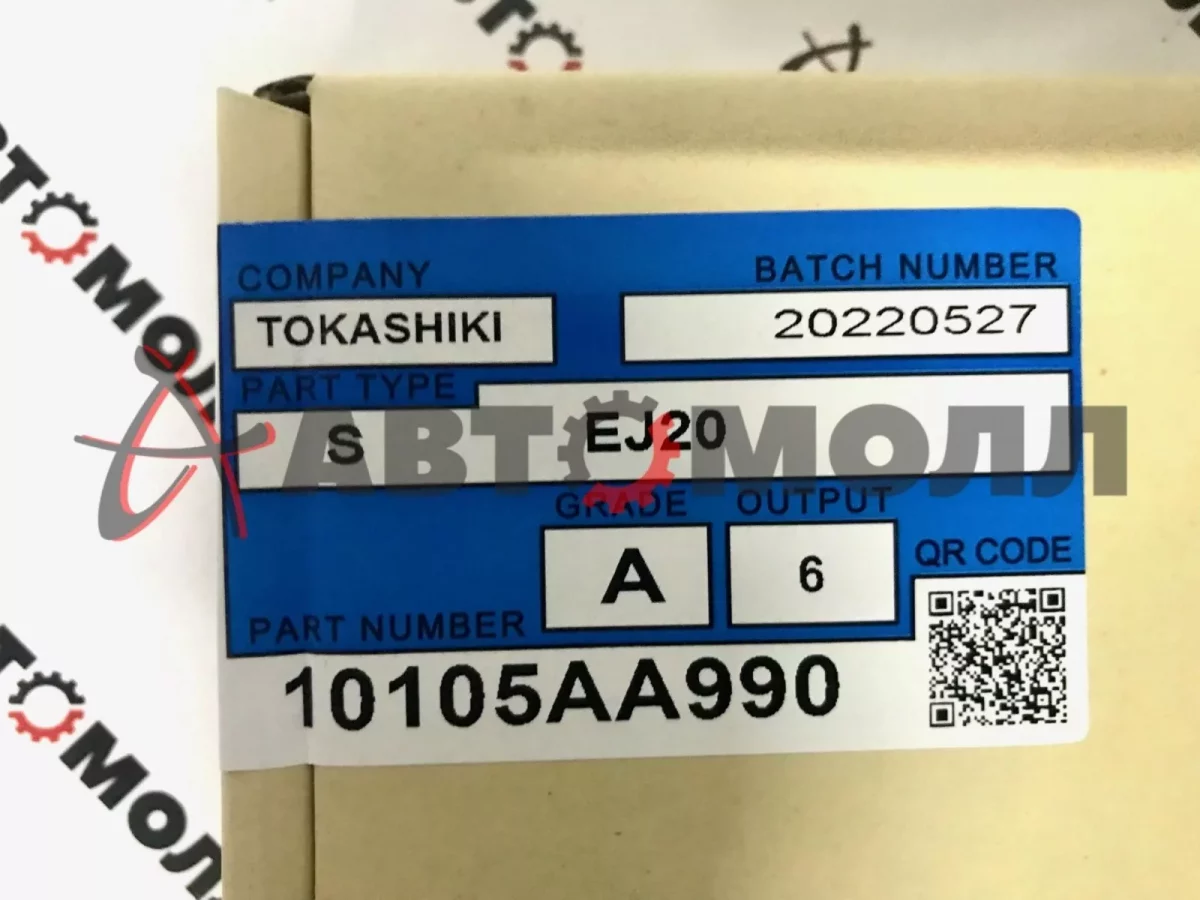 COMPANY
BATCH NUMBER
TOKASHIKI
20220527
PART TYPE
S
EJ20
АВТОМОЛЛ
GRADE
OUTPUT
A
6
QR CODE
PART NUMBER
10105AA990